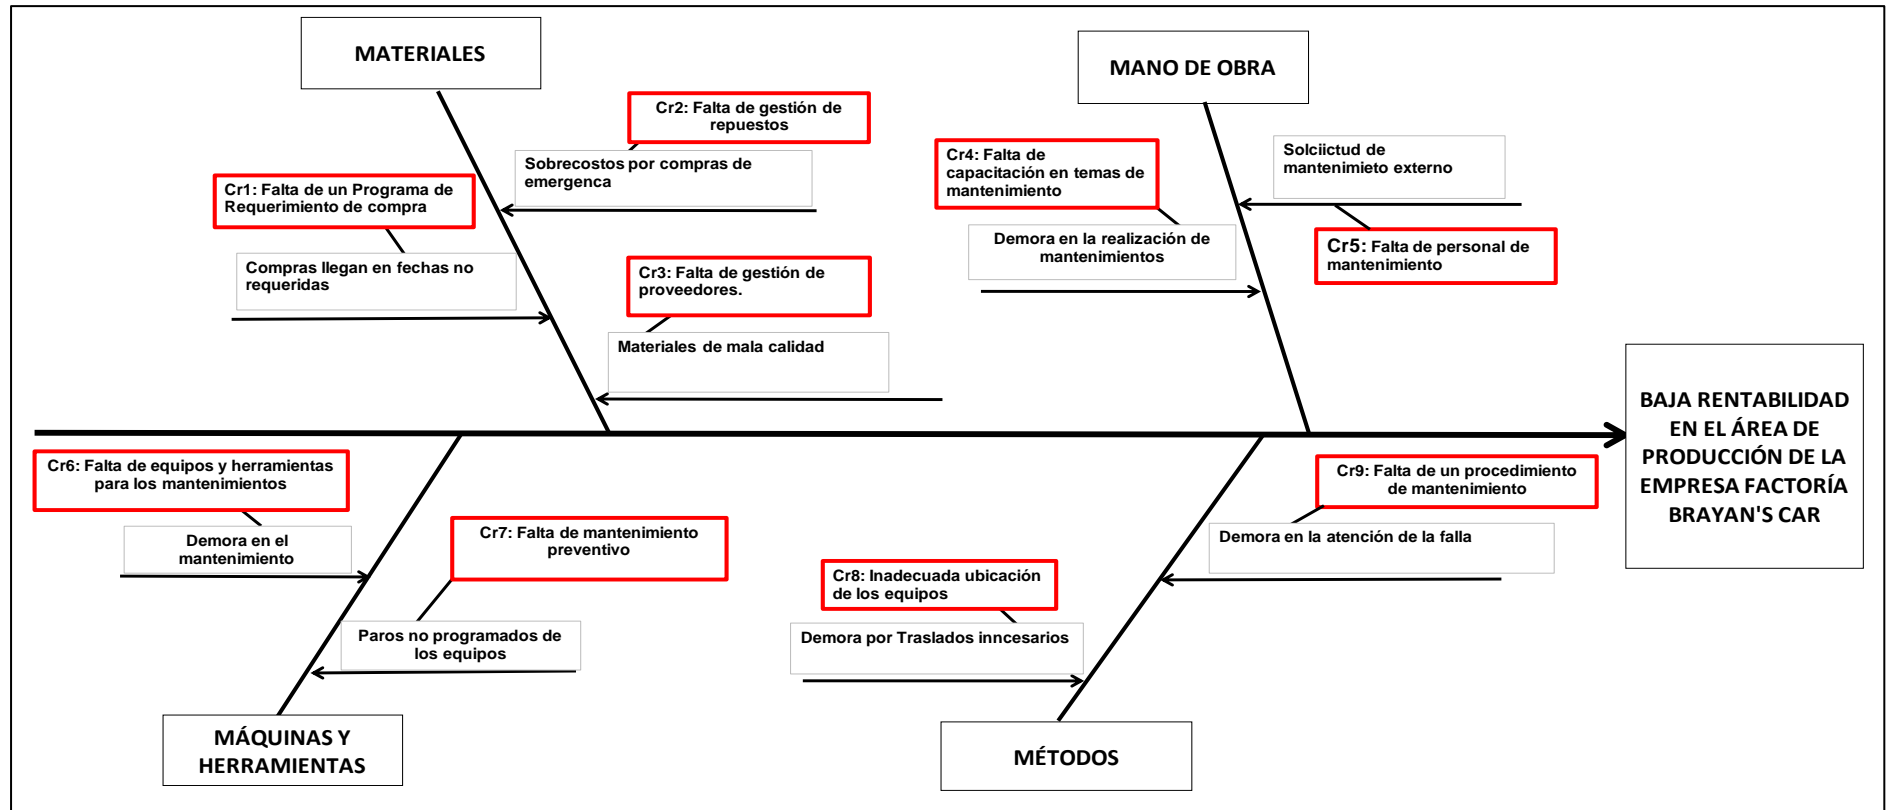 MATERIALES
Cr2: Falta de gestión de
repuestos
Sobrecostos por compras de
emergenca
Cr1: Falta de un Programa de
Requerimiento de compra
Compras llegan en fechas no
requeridas
Cr3: Falta de gestión de
proveedores.
Materiales de mala calidad
MANO DE OBRA
Cr4: Falta de
capacitación en temas de
mantenimiento
Demora en la realización de
mantenimientos
Solciictud de
mantenimieto externo
Cr5: Falta de personal de
mantenimiento
BAJA RENTABILIDAD
EN EL ÁREA DE
PRODUCCIÓN DE LA
EMPRESA FACTORÍA
BRAYAN'S CAR
Cr6: Falta de equipos y herramientas
para los mantenimientos
Demora en el
mantenimiento
Cr7: Falta de mantenimiento
preventivo
Paros no programados de
los equipos
MÁQUINAS Y
HERRAMIENTAS
Cr9: Falta de un procedimiento
de mantenimiento
Demora en la atención de la falla
Cr8: Inadecuada ubicación
de los equipos
Demora por Traslados inncesarios
MÉTODOS